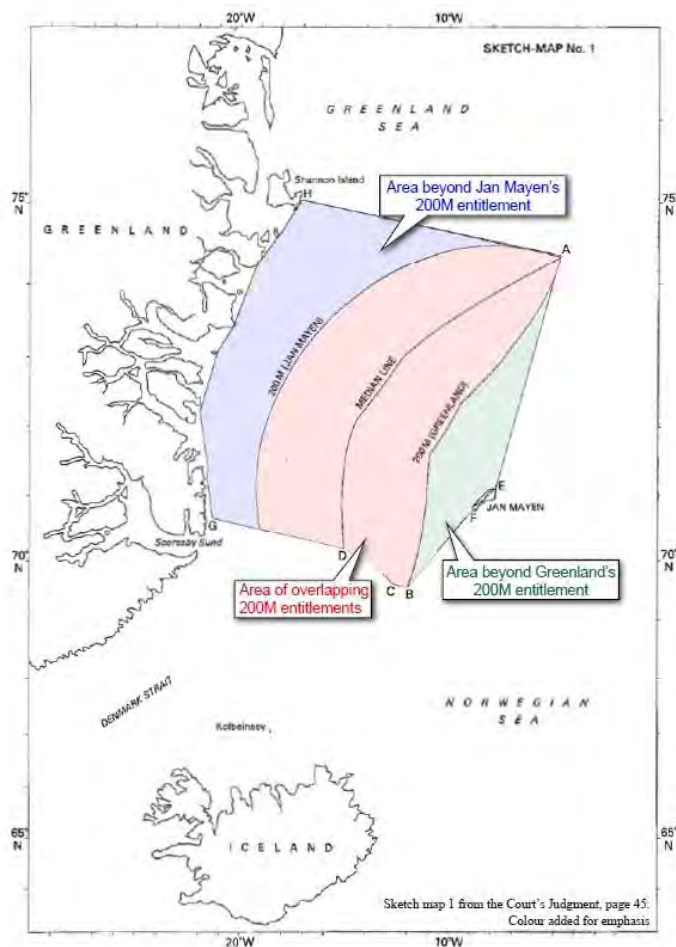 20°W
10°W
SKETCH-MAP No. 1
GREENLAND
SEA
Shannon Island
H
75°
N
75°
N
Area beyond Jan Mayen's
200M entitlement
GREENLAND
A
200 M (JAN MAYEN)
MEDIAN LINE
200 M (GREENLAND)
E
JAN MAYEN
F
G
Scoresby Sund
D
70°
N
70°
N
Area of overlapping
200M entitlements
C
B
Area beyond Greenland's
200M entitlement
DENMARK STRAIT
NORWEGIAN
SEA
Kolbeinsey
65°
N
65°
N
ICELAND
Sketch map 1 from the Court's Judgment, page 45.
Colour added for emphasis
20°W
10°W